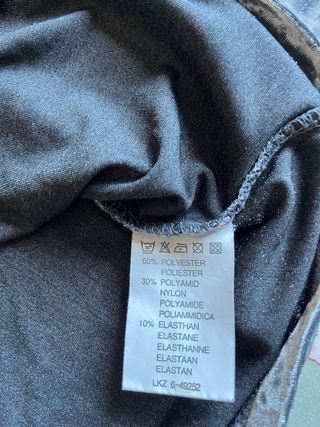 60% POLYESTER
POLIESTER
30% POLYAMID
NYLON
POLYAMIDE
POLIAMMIDICA
10% ELASTHAN
ELASTANE
ELASTHANNE
ELASTAAN
ELASTAN
LKZ 6-49252